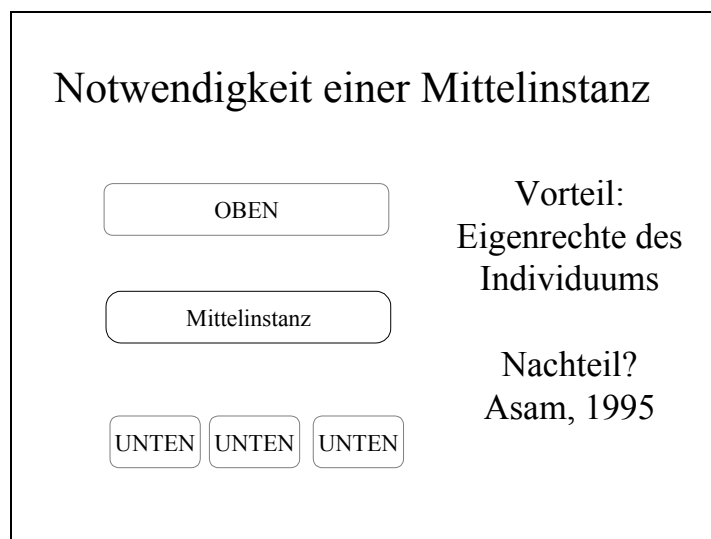 Notwendigkeit einer Mittelinstanz
OBEN
Mittelinstanz
UNTEN UNTEN UNTEN
Vorteil:
Eigenrechte des
Individuums
Nachteil?
Asam, 1995